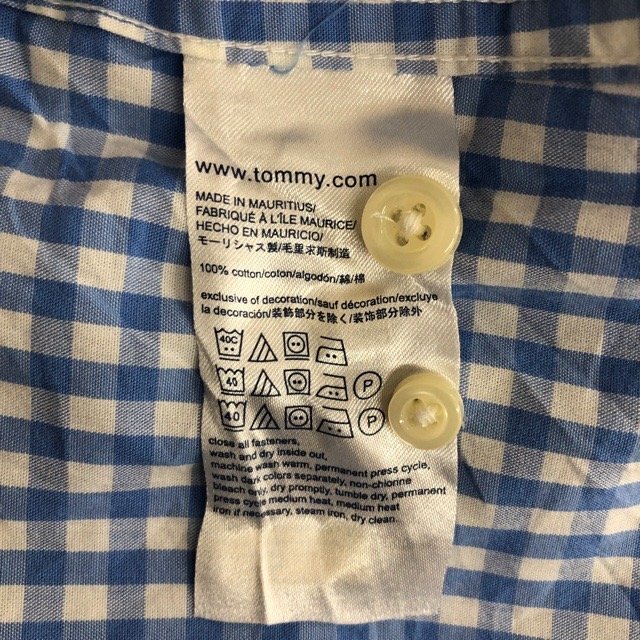 www.tommy.com
MADE IN MAURITIUS/
FABRIQUÉ À L'ÎLE MAURICE/
HECHO EN MAURICIO/
モーリシャス製/毛里求斯制造
100% cotton/coton/algodón/綿/棉
exclusive of decoration/sauf décoration/excluye
la decoración/装飾部分を除く/装饰部分除外
40C
40 P
40 P
close all fasteners,
wash and dry inside out,
machine wash warm, permanent press cycle,
wash dark colors separately, non-chlorine
bleach only, dry promptly, tumble dry, permanent
press cycle medium heat, medium heat
iron if necessary, steam iron, dry clean.